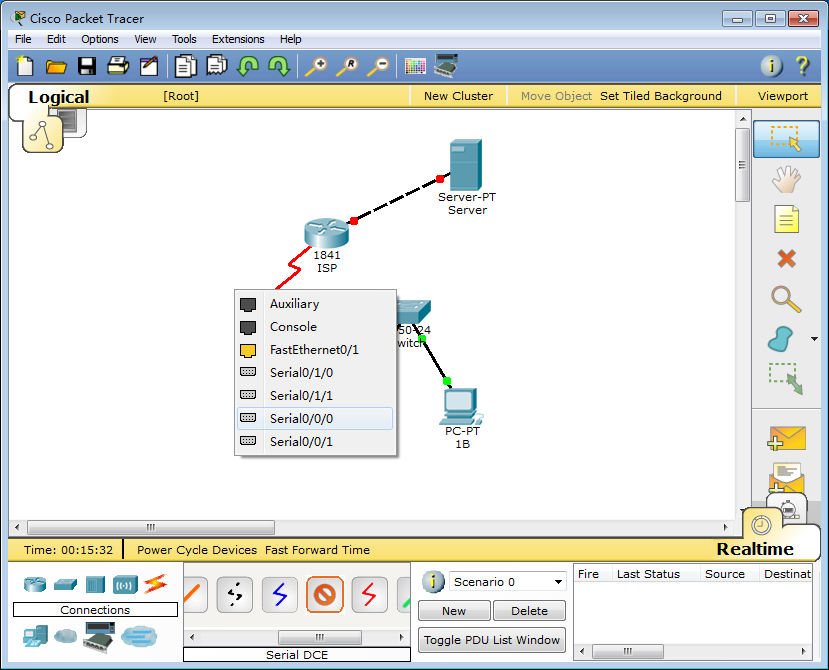 Cisco Packet Tracer
File Edit Options View Tools Extensions Help
Logical [Root] New Cluster Move Object Set Tiled Background Viewport
Server-PT
Server
1841
ISP
Auxiliary
Console
FastEthernet0/1
Serial0/1/0
Serial0/1/1
Serial0/0/0
Serial0/0/1
50-24
witch
PC-PT
1B
Time: 00:15:32 Power Cycle Devices Fast Forward Time
Realtime
Connections
Serial DCE
Scenario 0
New Delete
Toggle PDU List Window
Fire Last Status Source Destinat